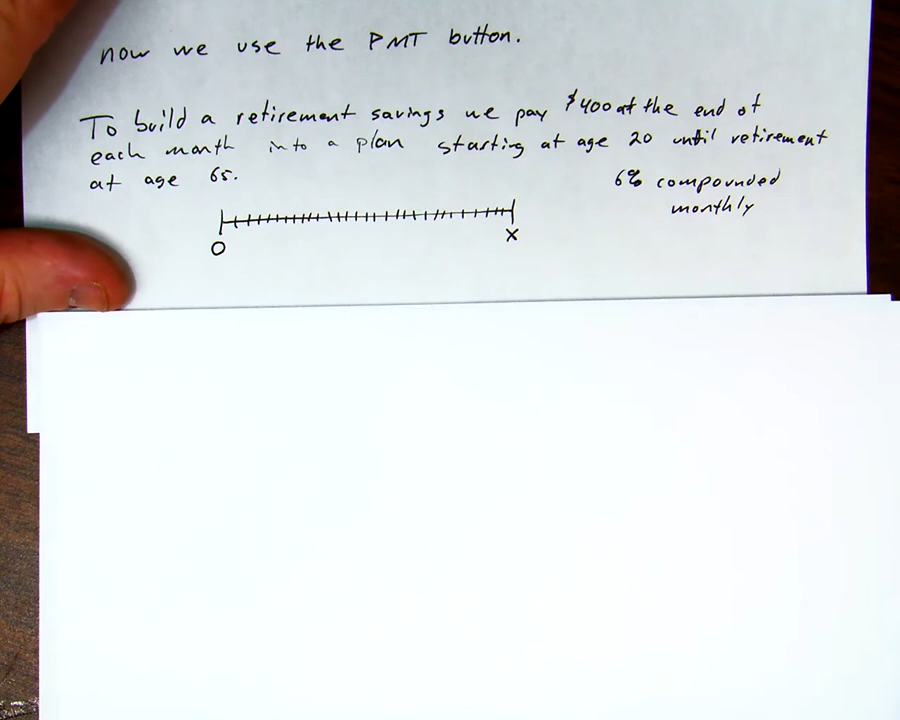 now we use the PMT button.
To build a retirement savings we pay $400 at the end of
each month into a plan starting at age 20 until retirement
at age 65.
6% compounded
monthly
0 X